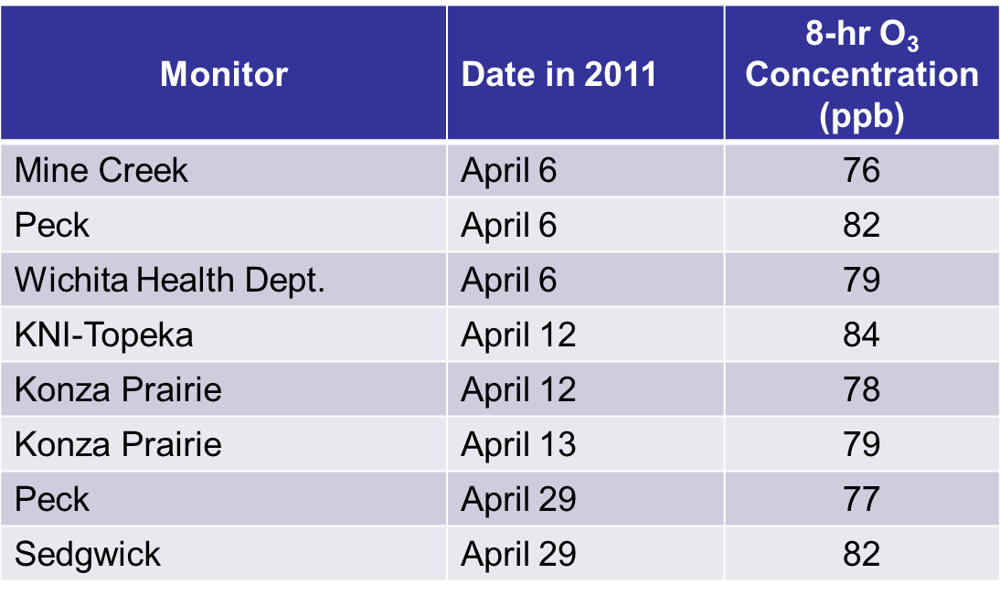 Monitor Date in 2011 8-hr O₃ Concentration (ppb)
Mine Creek April 6 76
Peck April 6 82
Wichita Health Dept. April 6 79
KNI-Topeka April 12 84
Konza Prairie April 12 78
Konza Prairie April 13 79
Peck April 29 77
Sedgwick April 29 82